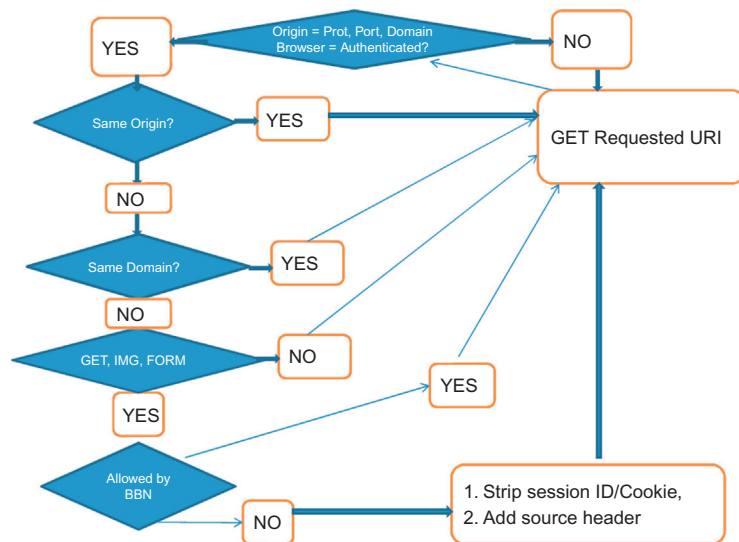 Origin = Prot, Port, Domain
Browser = Authenticated?
YES
NO
Same Origin?
YES
GET Requested URI
NO
Same Domain?
YES
NO
GET, IMG, FORM
NO
YES
YES
Allowed by
BBN
NO
1. Strip session ID/Cookie,
2. Add source header